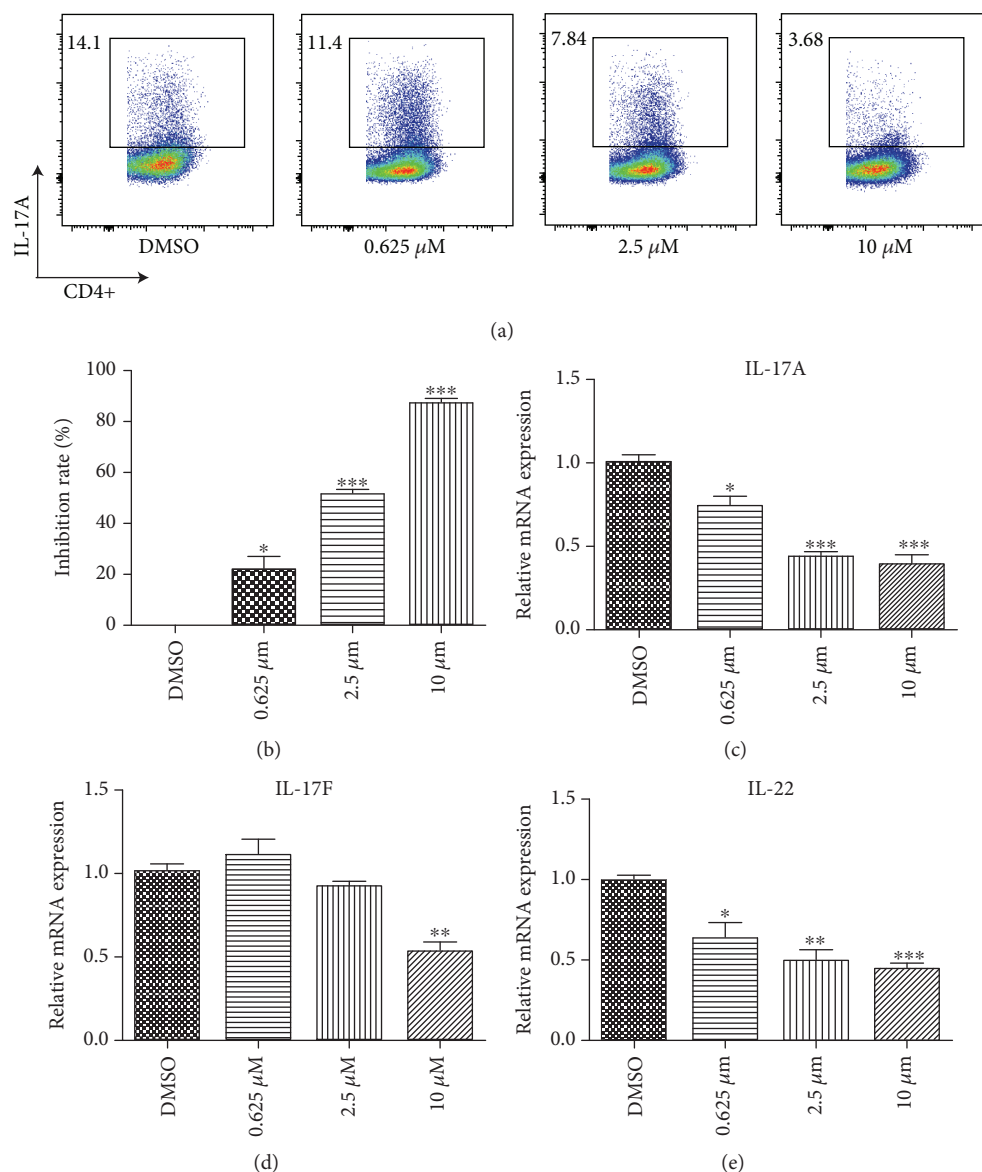 14.1
11.4
7.84
3.68
IL-17A
CD4+
DMSO
0.625 μM
2.5 μM
10 μM
(a)
100
80
60
40
20
0
Inhibition rate (%)
*
***
***
DMSO
0.625 μm
2.5 μm
10 μm
(b)
IL-17A
1.5
1.0
0.5
0.0
Relative mRNA expression
*
***
***
DMSO
0.625 μm
2.5 μm
10 μm
(c)
IL-17F
1.5
1.0
0.5
0.0
Relative mRNA expression
**
DMSO
0.625 μM
2.5 μM
10 μM
(d)
IL-22
1.5
1.0
0.5
0.0
Relative mRNA expression
*
**
***
DMSO
0.625 μm
2.5 μm
10 μm
(e)